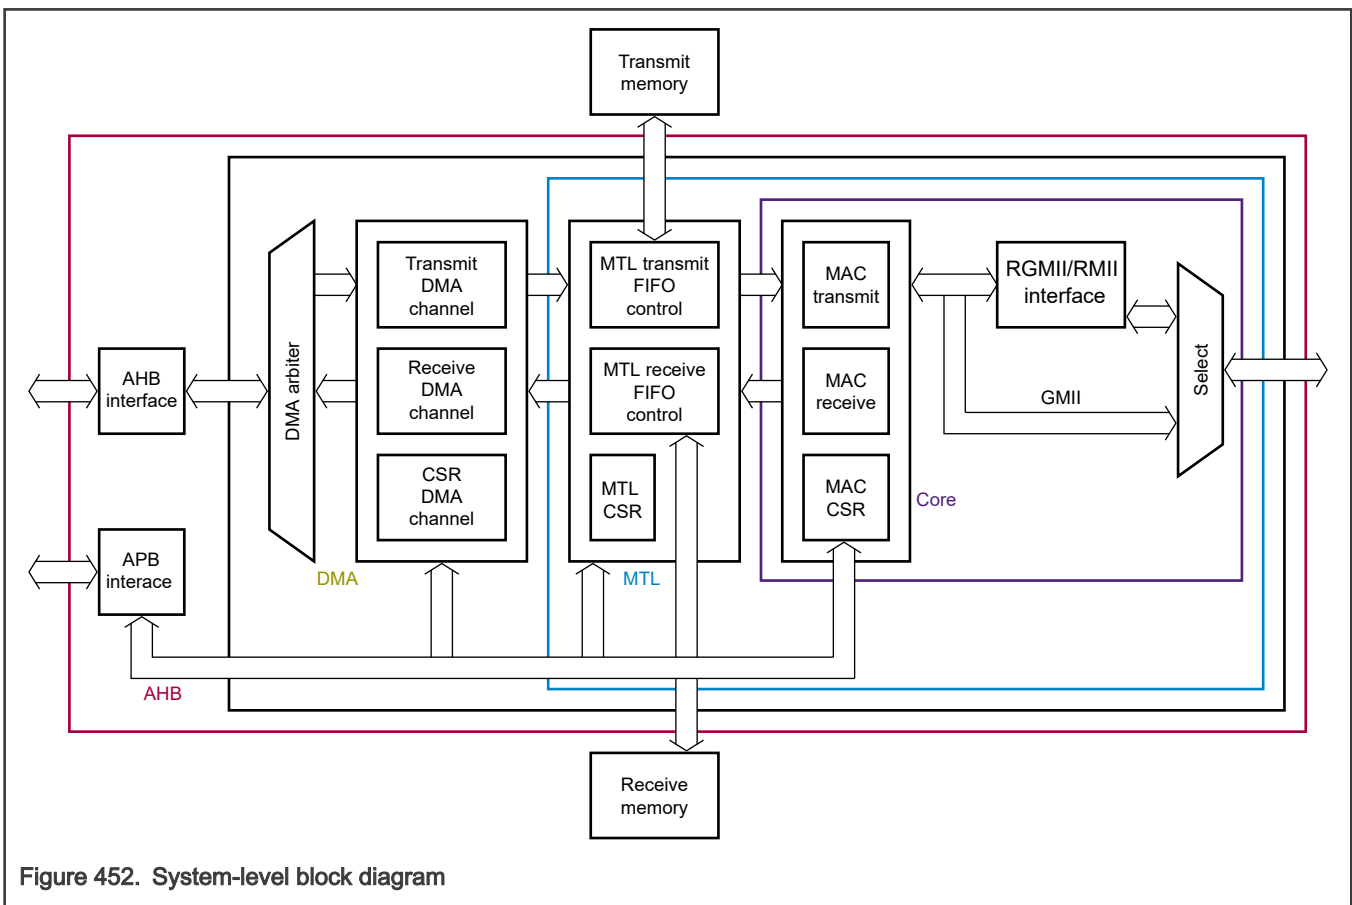 Transmit
memory
Transmit
DMA
channel
MTL transmit
FIFO
control
MAC
transmit
RGMII/RMII
interface
AHB
interface
DMA arbiter
Receive
DMA
channel
MTL receive
FIFO
control
MAC
receive
GMII
Select
CSR
DMA
channel
MTL
CSR
MAC
CSR
Core
APB
interace
DMA
MTL
AHB
Receive
memory
Figure 452. System-level block diagram